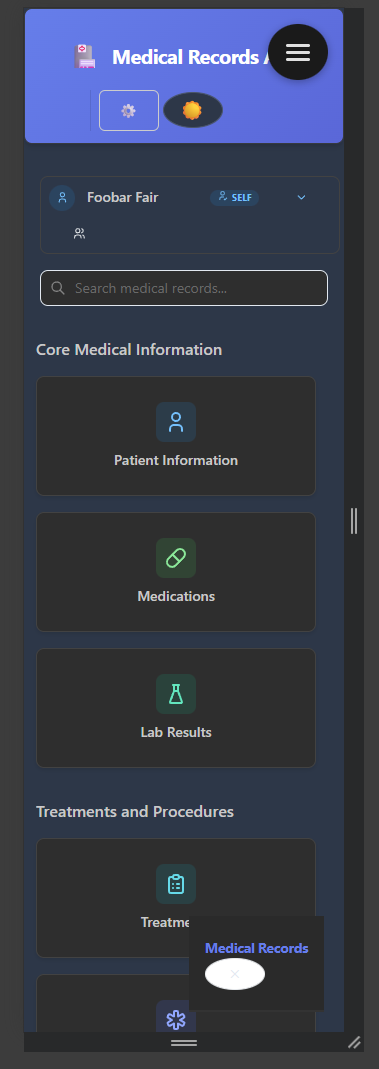 Medical Records A
Foobar Fair
SELF
Search medical records...
Core Medical Information
Patient Information
Medications
Lab Results
Treatments and Procedures
Treatme
Medical Records